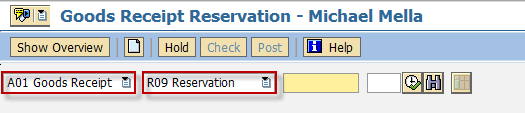 Goods Receipt Reservation - Michael Mella
Show Overview Hold Check Post Help
A01 Goods Receipt R09 Reservation